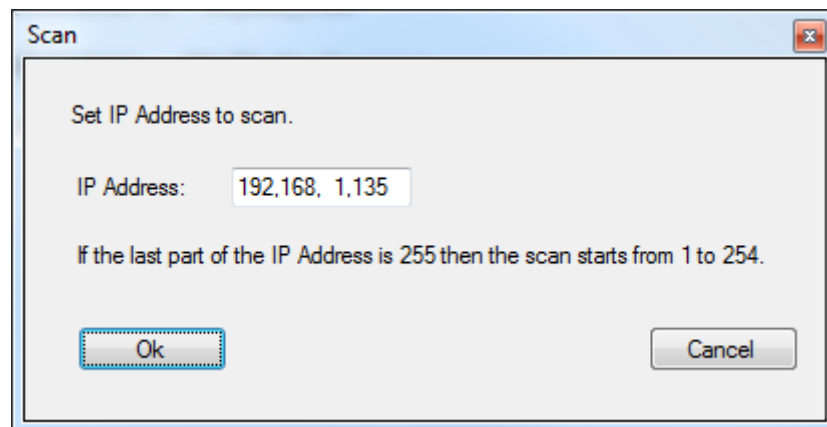 Scan
Set IP Address to scan.
IP Address: 192,168,  1,135
If the last part of the IP Address is 255 then the scan starts from 1 to 254.
Ok Cancel